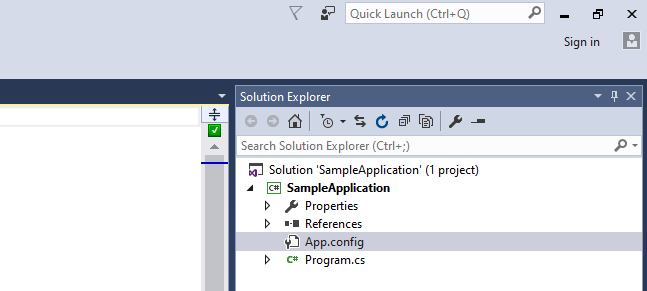 Quick Launch (Ctrl+Q)
Sign in
Solution Explorer
Search Solution Explorer (Ctrl+;)
Solution 'SampleApplication' (1 project)
C# SampleApplication
Properties
References
App.config
C# Program.cs